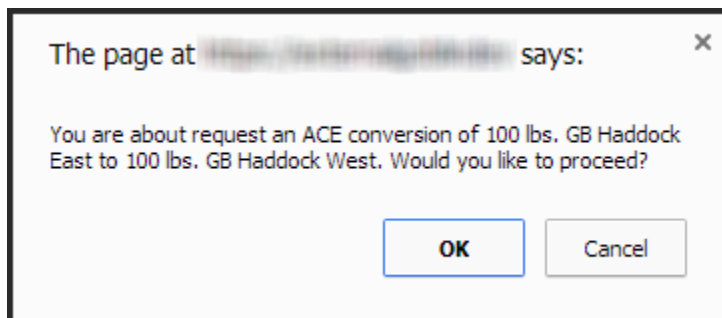 The page at says:
You are about request an ACE conversion of 100 lbs. GB Haddock
East to 100 lbs. GB Haddock West. Would you like to proceed?
OK Cancel